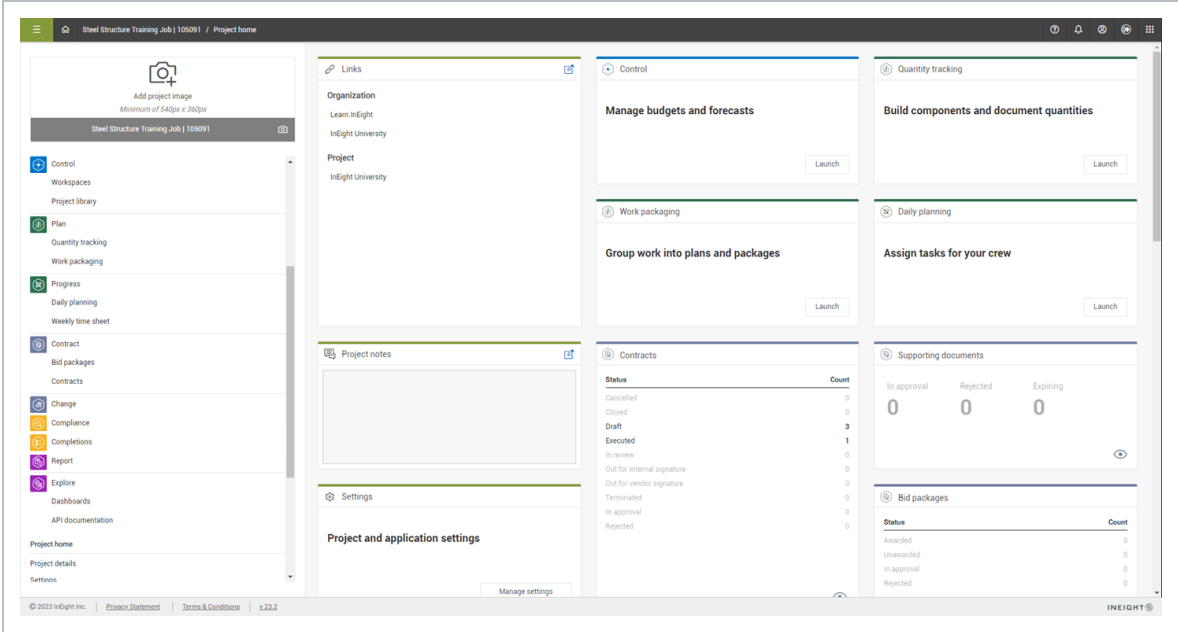 Steel Structure Training Job | 105091 / Project home
Add project image
Minimum of 540px x 360px
Steel Structure Training Job | 105091
Control
Workspaces
Project library
Plan
Quantity tracking
Work packaging
Progress
Daily planning
Weekly time sheet
Contract
Bid packages
Contracts
Change
Compliance
Completions
Report
Explore
Dashboards
API documentation
Project home
Project details
Settings
Links
Organization
Learn.InEight
InEight University
Project
InEight University
Control
Manage budgets and forecasts
Launch
Quantity tracking
Build components and document quantities
Launch
Work packaging
Group work into plans and packages
Launch
Daily planning
Assign tasks for your crew
Launch
Project notes
Contracts
Status Count
Cancelled 0
Closed 0
Draft 3
Executed 1
In review 0
Out for internal signature 0
Out for vendor signature 0
Terminated 0
In approval 0
Rejected 0
Supporting documents
In approval Rejected Expiring
0 0 0
Settings
Project and application settings
Manage settings
Bid packages
Status Count
Awarded 0
Unawarded 0
In approval 0
Rejected 0
© 2023 InEight Inc. | Privacy Statement | Terms & Conditions | v 23.2
INEIGHT